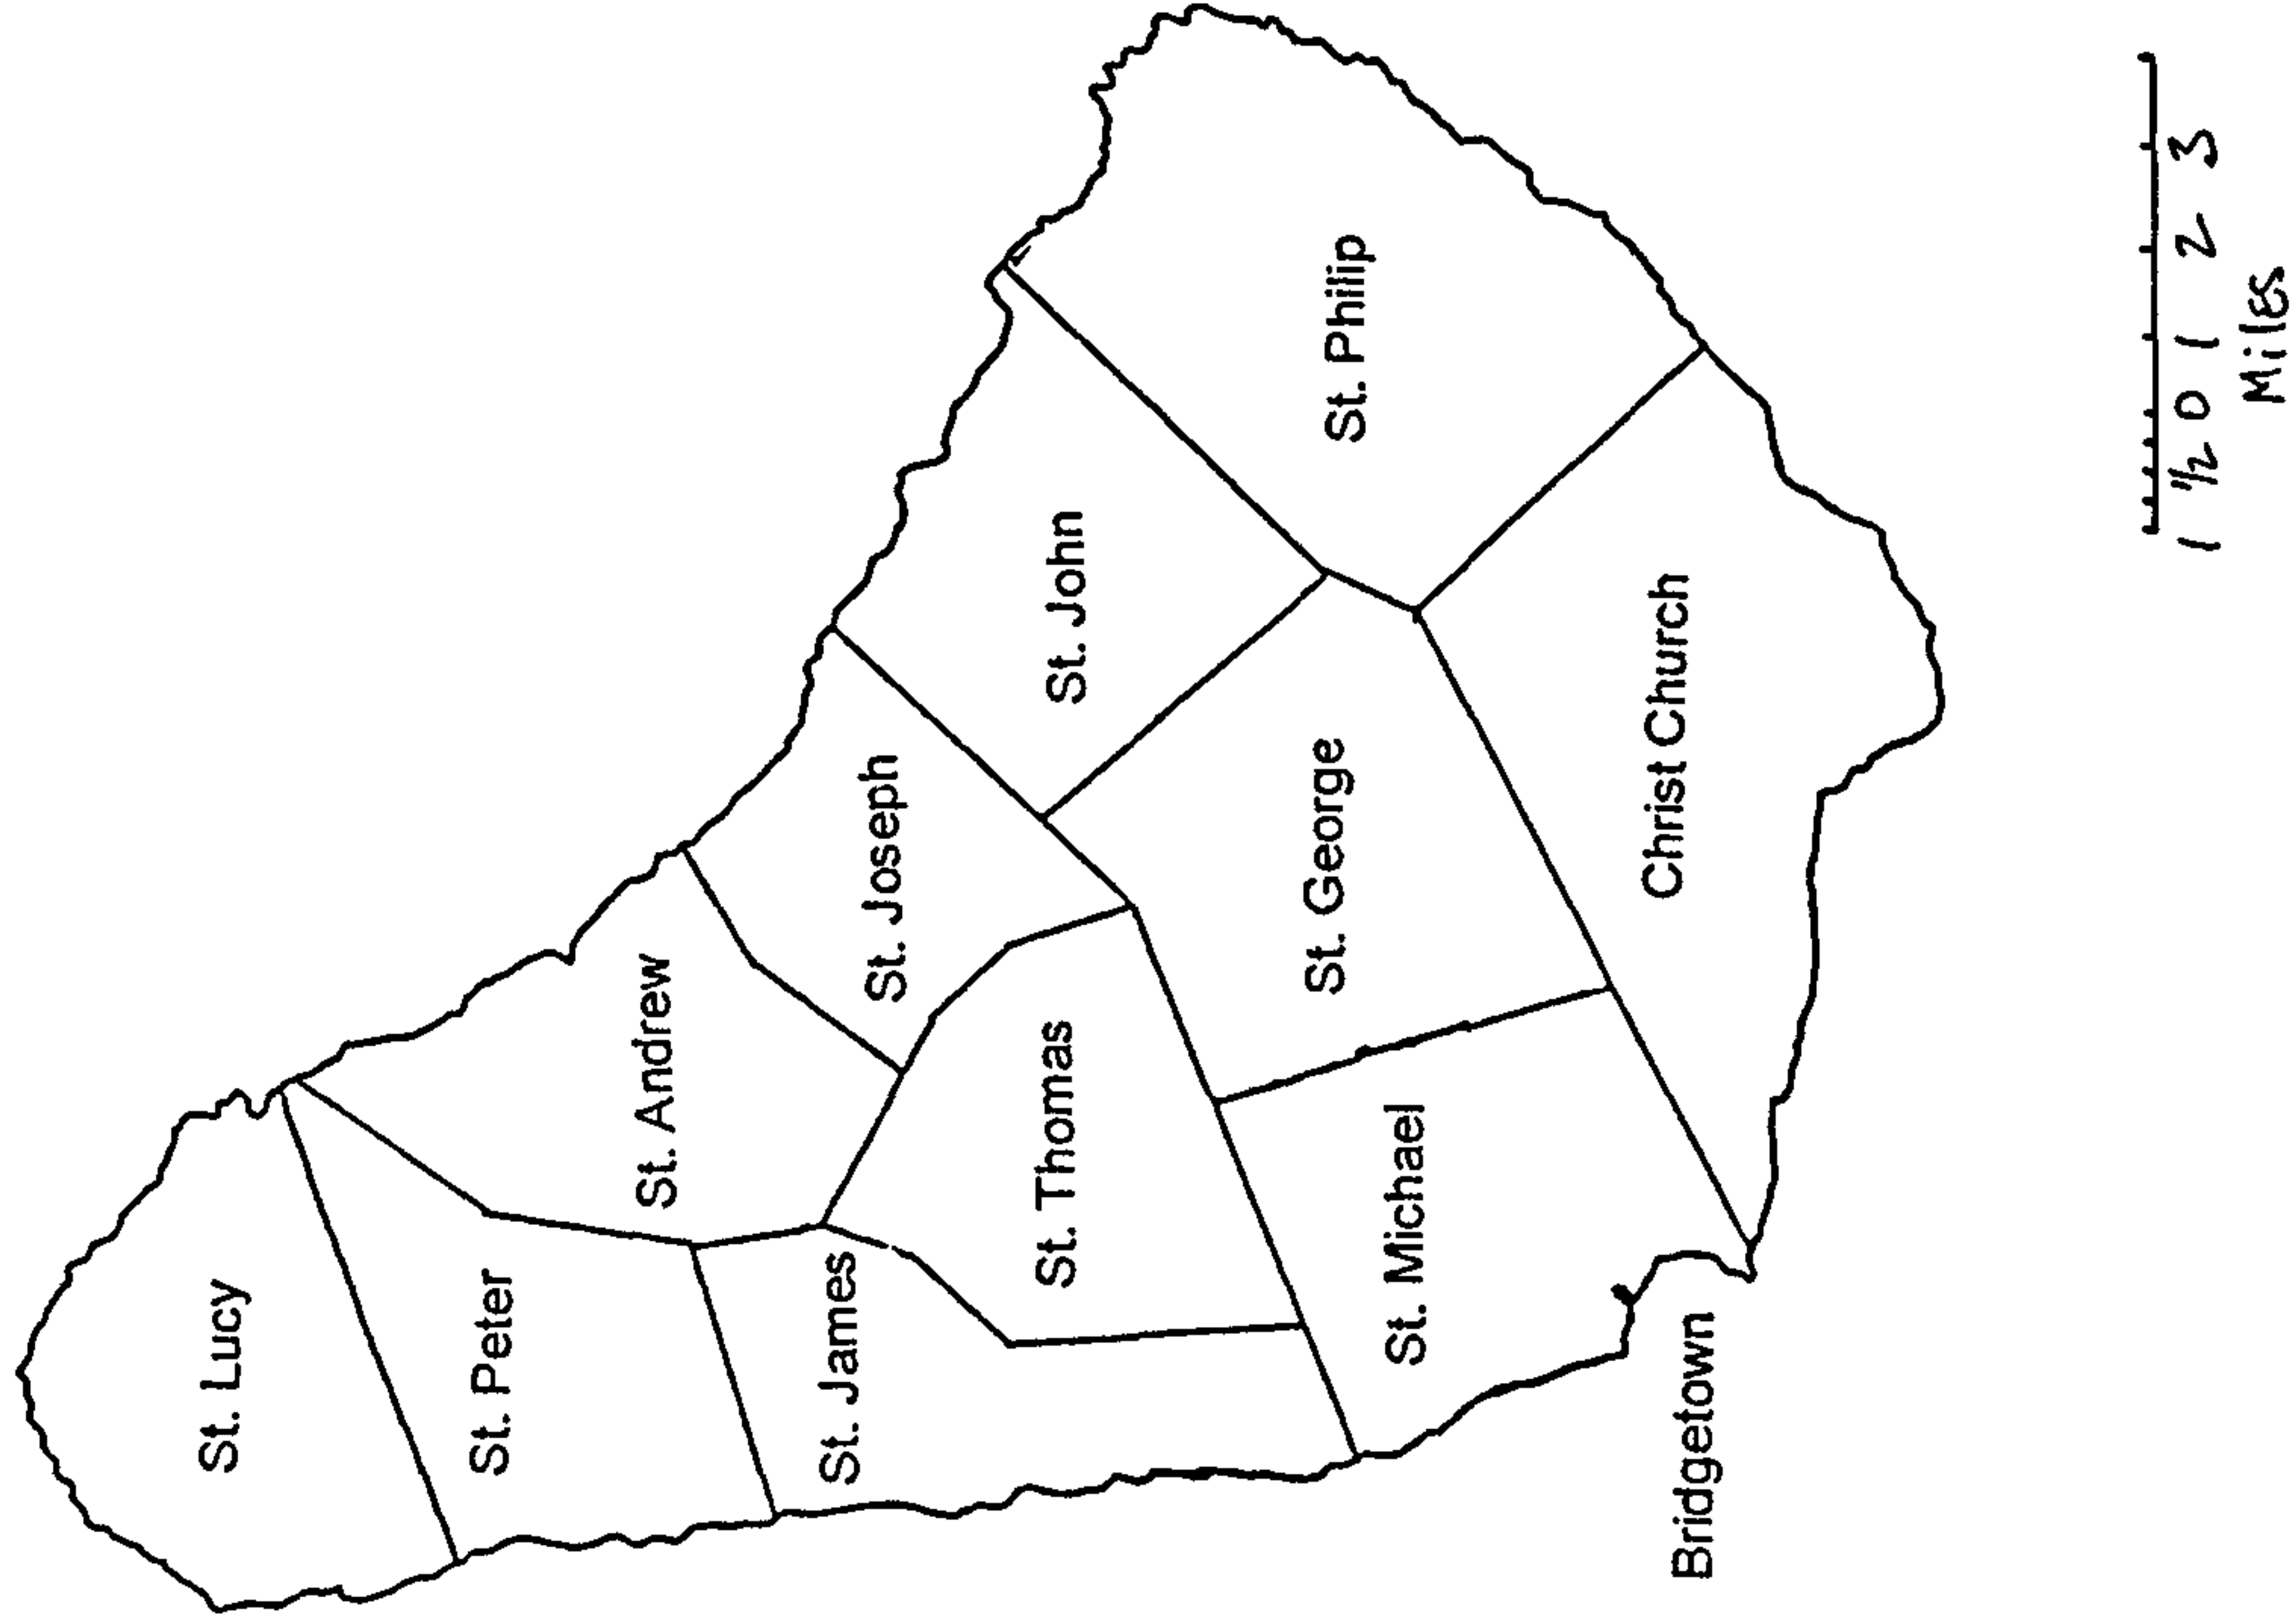 St. Lucy
St. Peter
St. Andrew
St. James
St. Joseph
St. Thomas
St. John
St. George
St. Philip
St. Michael
Christ Church
Bridgetown
1 1/2 0 1 2 3
Miles